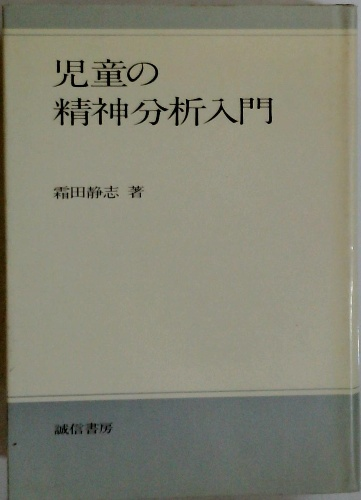 児童の
精神分析入門
霜田静志 著
誠信書房